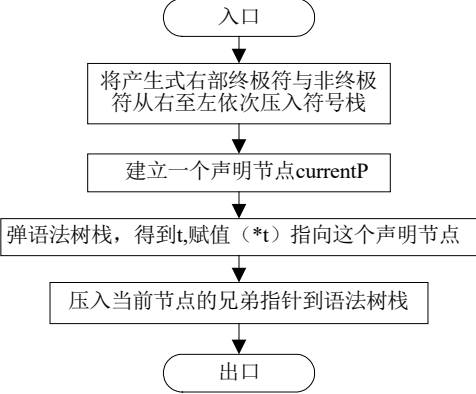 入口
将产生式右部终极符与非终极
符从右至左依次压入符号栈
建立一个声明节点currentP
弹语法树栈，得到t,赋值（*t）指向这个声明节点
压入当前节点的兄弟指针到语法树栈
出口